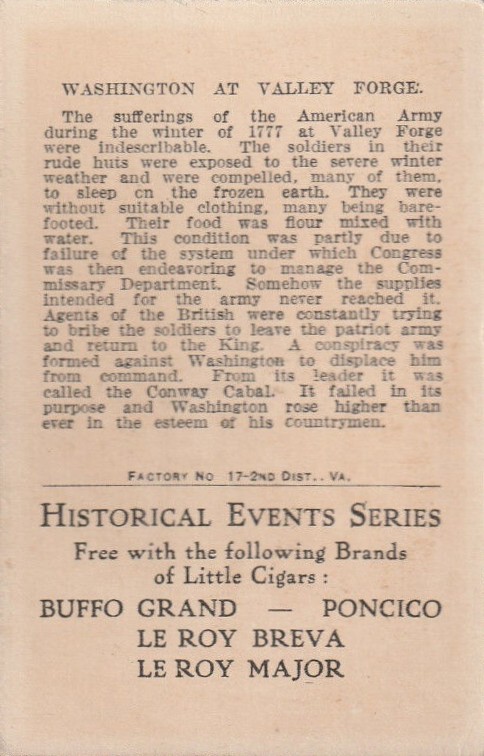 WASHINGTON AT VALLEY FORGE.
The sufferings of the American Army
during the winter of 1777 at Valley Forge
were indescribable. The soldiers in their
rude huts were exposed to the severe winter
weather and were compelled, many of them,
to sleep on the frozen earth. They were
without suitable clothing, many being bare-
footed. Their food was flour mixed with
water. This condition was partly due to
failure of the system under which Congress
was then endeavoring to manage the Com-
missary Department. Somehow the supplies
intended for the army never reached it.
Agents of the British were constantly trying
to bribe the soldiers to leave the patriot army
and return to the King. A conspiracy was
formed against Washington to displace him
from command. From its leader it was
called the Conway Cabal. It failed in its
purpose and Washington rose higher than
ever in the esteem of his countrymen.
FACTORY NO 17-2ND DIST., VA.
HISTORICAL EVENTS SERIES
Free with the following Brands
of Little Cigars :
BUFFO GRAND — PONCICO
LE ROY BREVA
LE ROY MAJOR